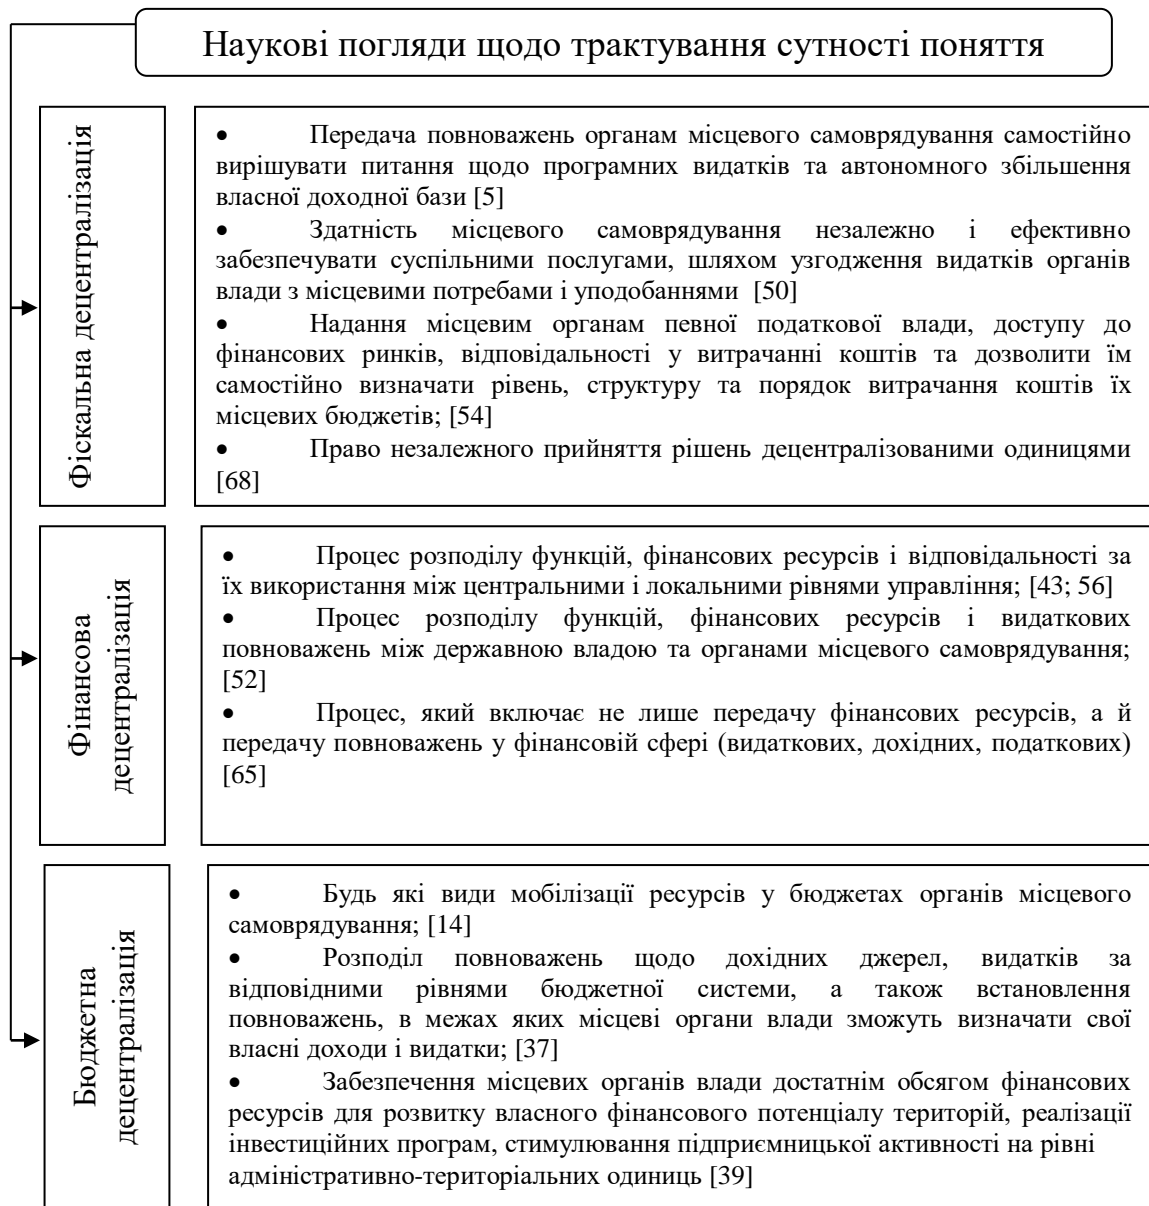 Наукові погляди щодо трактування сутності поняття
Фіскальна децентралізація
• Передача повноважень органам місцевого самоврядування самостійно
вирішувати питання щодо програмних видатків та автономного збільшення
власної доходної бази [5]
• Здатність місцевого самоврядування незалежно і ефективно
забезпечувати суспільними послугами, шляхом узгодження видатків органів
влади з місцевими потребами і уподобаннями [50]
• Надання місцевим органам певної податкової влади, доступу до
фінансових ринків, відповідальності у витрачанні коштів та дозволити їм
самостійно визначати рівень, структуру та порядок витрачання коштів їх
місцевих бюджетів; [54]
• Право незалежного прийняття рішень децентралізованими одиницями
[68]
Фінансова
децентралізація
• Процес розподілу функцій, фінансових ресурсів і відповідальності за
їх використання між центральними і локальними рівнями управління; [43; 56]
• Процес розподілу функцій, фінансових ресурсів і видаткових
повноважень між державною владою та органами місцевого самоврядування;
[52]
• Процес, який включає не лише передачу фінансових ресурсів, а й
передачу повноважень у фінансовій сфері (видаткових, дохідних, податкових)
[65]
Бюджетна
децентралізація
• Будь які види мобілізації ресурсів у бюджетах органів місцевого
самоврядування; [14]
• Розподіл повноважень щодо дохідних джерел, видатків за
відповідними рівнями бюджетної системи, а також встановлення
повноважень, в межах яких місцеві органи влади зможуть визначати свої
власні доходи і видатки; [37]
• Забезпечення місцевих органів влади достатнім обсягом фінансових
ресурсів для розвитку власного фінансового потенціалу територій, реалізації
інвестиційних програм, стимулювання підприємницької активності на рівні
адміністративно-територіальних одиниць [39]